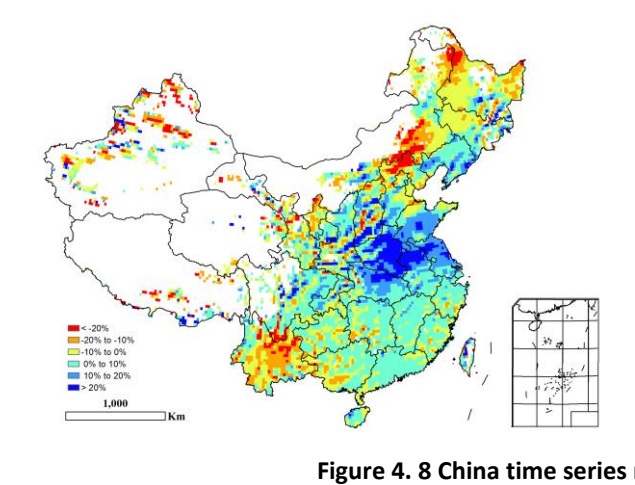 < -20%
-20% to -10%
-10% to 0%
0% to 10%
10% to 20%
> 20%
1,000
Km
Figure 4. 8 China time series